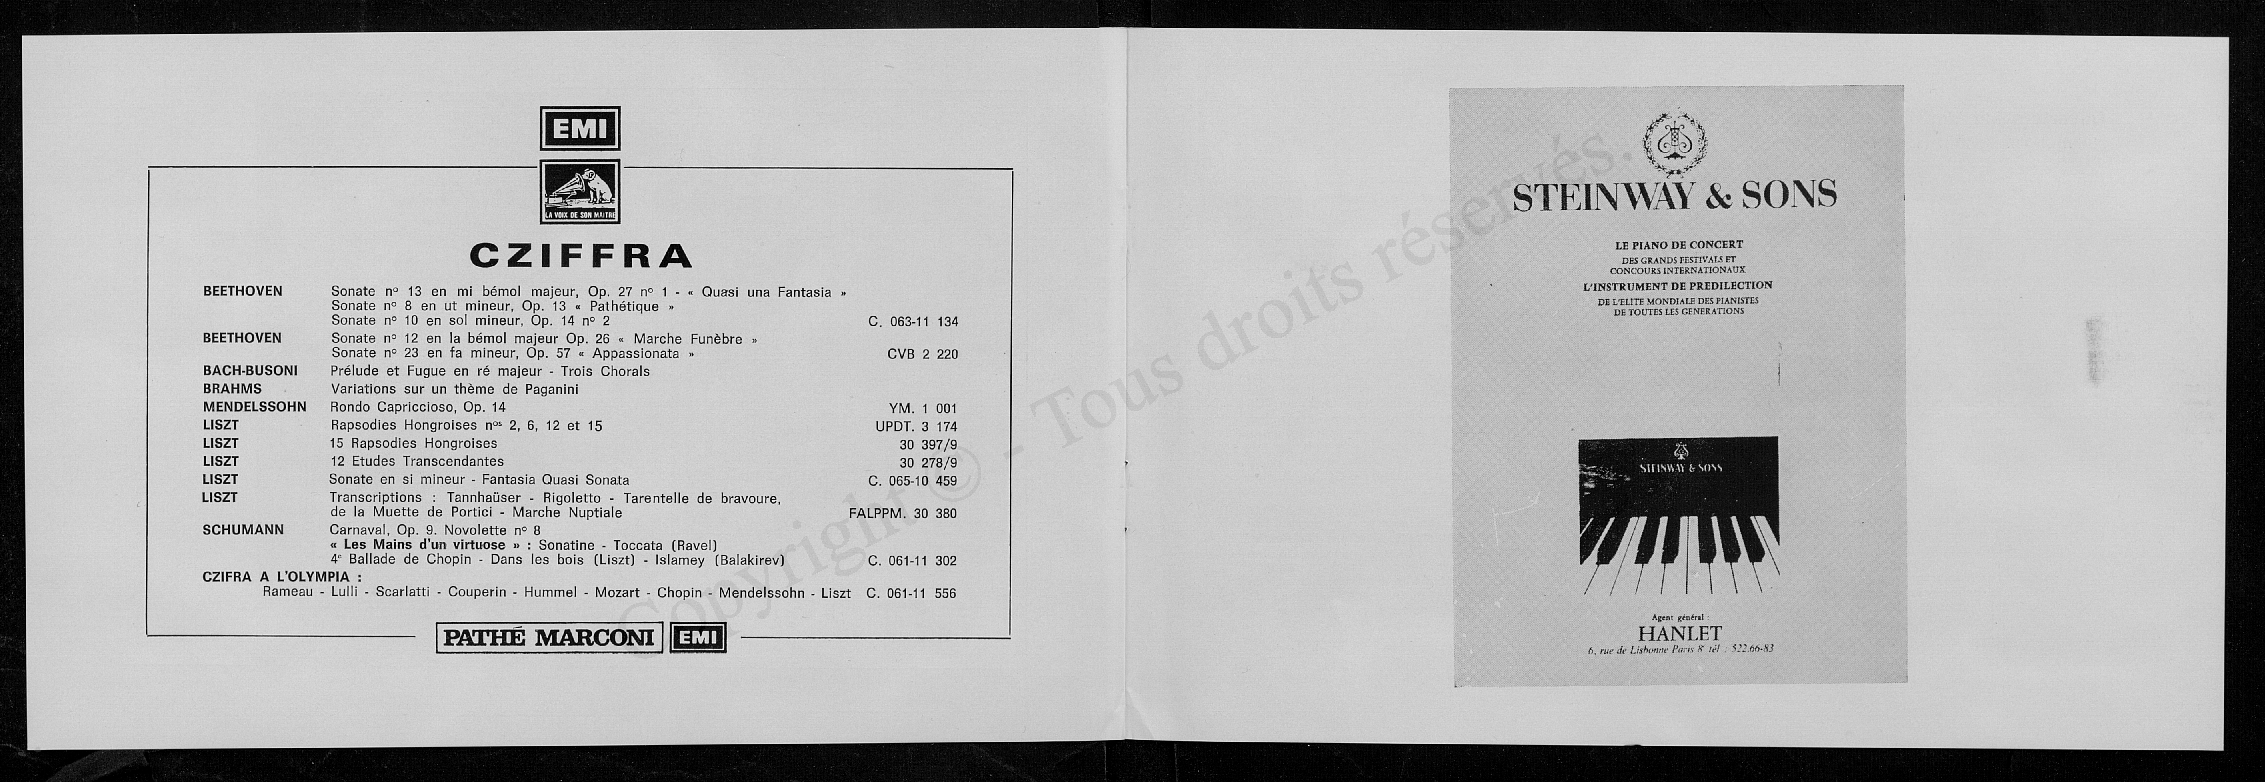 EMI
LA VOIX DE SON MAITRE
CZIFFRA
BEETHOVEN Sonate nº 13 en mi bémol majeur, Op. 27 nº 1 - « Quasi una Fantasia »
Sonate nº 8 en ut mineur, Op. 13 « Pathétique »
Sonate nº 10 en sol mineur, Op. 14 nº 2 C. 063-11 134
BEETHOVEN Sonate nº 12 en la bémol majeur Op. 26 « Marche Funèbre »
Sonate nº 23 en fa mineur, Op. 57 « Appassionata » CVB 2 220
BACH-BUSONI Prélude et Fugue en ré majeur - Trois Chorals
BRAHMS Variations sur un thème de Paganini
MENDELSSOHN Rondo Capriccioso, Op. 14 YM. 1 001
LISZT Rapsodies Hongroises nos 2, 6, 12 et 15 UPDT. 3 174
LISZT 15 Rapsodies Hongroises 30 397/9
LISZT 12 Etudes Transcendantes 30 278/9
LISZT Sonate en si mineur - Fantasia Quasi Sonata C. 065-10 459
LISZT Transcriptions : Tannhaüser - Rigoletto - Tarentelle de bravoure,
de la Muette de Portici - Marche Nuptiale FALPPM. 30 380
SCHUMANN Carnaval, Op. 9. Novolette nº 8
« Les Mains d'un virtuose » : Sonatine - Toccata (Ravel)
4e Ballade de Chopin - Dans les bois (Liszt) - Islamey (Balakirev) C. 061-11 302
CZIFRA A L'OLYMPIA :
Rameau - Lulli - Scarlatti - Couperin - Hummel - Mozart - Chopin - Mendelssohn - Liszt C. 061-11 556
PATHÉ MARCONI EMI
STEINWAY & SONS
LE PIANO DE CONCERT
DES GRANDS FESTIVALS ET
CONCOURS INTERNATIONAUX
L'INSTRUMENT DE PREDILECTION
DE L'ELITE MONDIALE DES PIANISTES
DE TOUTES LES GENERATIONS
STEINWAY & SONS
Agent général :
HANLET
6, rue de Lisbonne Paris 8e tél : 522.66-83
Copyright © - Tous droits réservés.